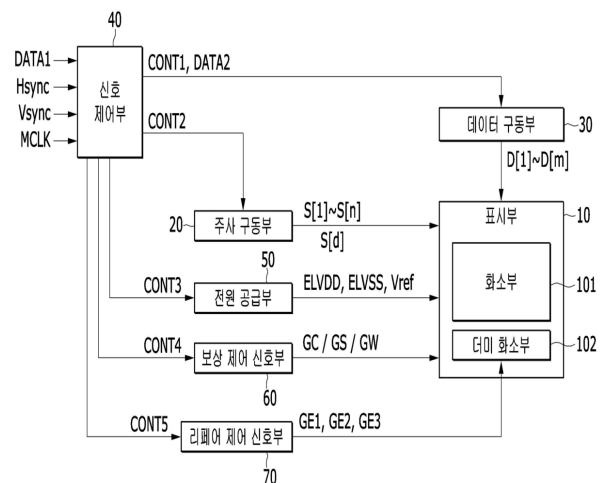 40
DATA1
Hsync
Vsync
MCLK
신호
제어부
CONT1, DATA2
CONT2
데이터 구동부
30
D[1]~D[m]
20
주사 구동부
S[1]~S[n]
S[d]
표시부
10
화소부
101
더미 화소부
102
CONT3
50
전원 공급부
ELVDD, ELVSS, Vref
CONT4
보상 제어 신호부
60
GC / GS / GW
CONT5
리페어 제어 신호부
70
GE1, GE2, GE3